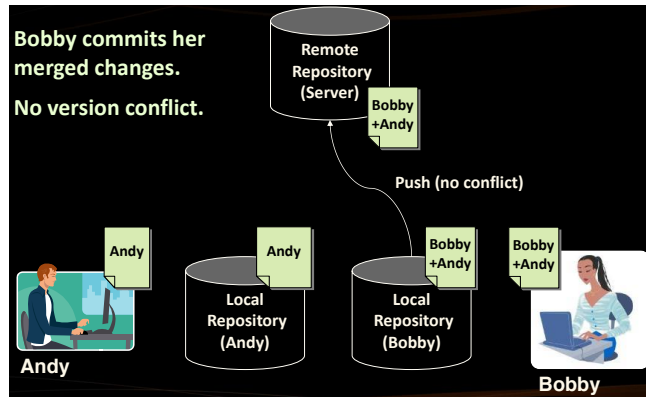 Bobby commits her
merged changes.
No version conflict.
Remote
Repository
(Server)
Bobby
+Andy
Push (no conflict)
Andy
Andy
Bobby
+Andy
Bobby
+Andy
Local
Repository
(Andy)
Local
Repository
(Bobby)
Andy
Bobby